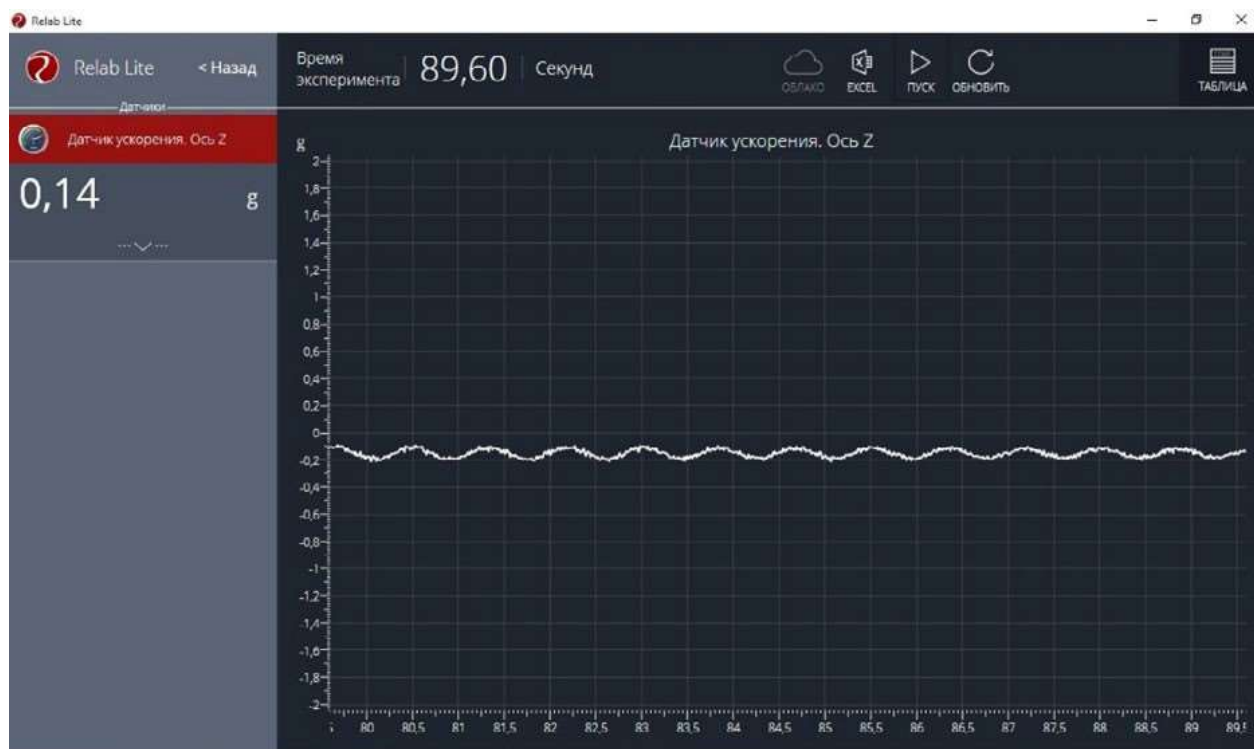 Relab Lite
Relab Lite < Назад
Время
эксперимента 89,60 Секунд
ОБЛАКО EXCEL ПУСК ОБНОВИТЬ ТАБЛИЦА
Датчики
Датчик ускорения. Ось Z
0,14 g
Датчик ускорения. Ось Z
g
2
1,8
1,6
1,4
1,2
1
0,8
0,6
0,4
0,2
0
-0,2
-0,4
-0,6
-0,8
-1
-1,2
-1,4
-1,6
-1,8
-2
80 80,5 81 81,5 82 82,5 83 83,5 84 84,5 85 85,5 86 86,5 87 87,5 88 88,5 89